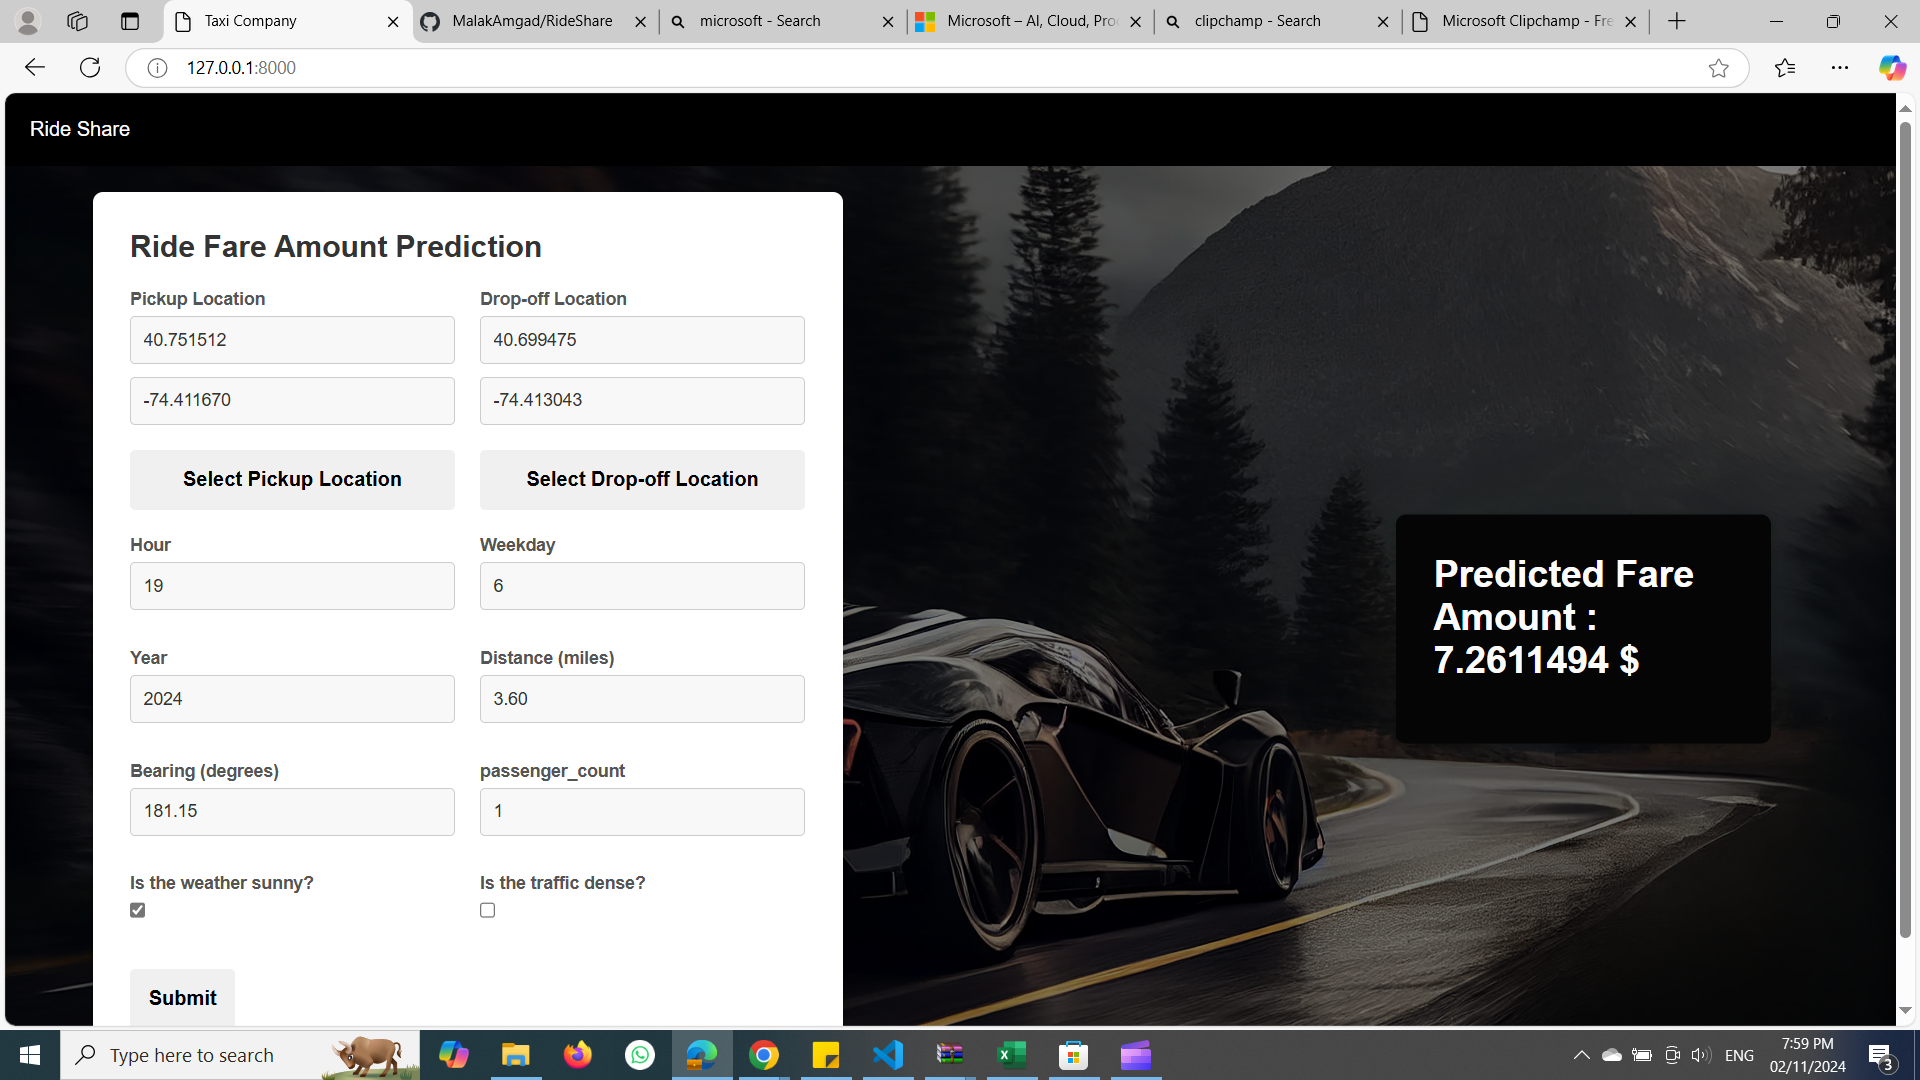 Taxi Company
MalakAmgad/RideShare
microsoft - Search
Microsoft – AI, Cloud, Pro
clipchamp - Search
Microsoft Clipchamp - Fre
127.0.0.1:8000
Ride Share
Ride Fare Amount Prediction
Pickup Location
Drop-off Location
40.751512
40.699475
-74.411670
-74.413043
Select Pickup Location
Select Drop-off Location
Hour
Weekday
19
6
Year
Distance (miles)
2024
3.60
Bearing (degrees)
passenger_count
181.15
1
Is the weather sunny?
Is the traffic dense?
Submit
Predicted Fare
Amount :
7.2611494 $
Type here to search
ENG
7:59 PM
02/11/2024
3